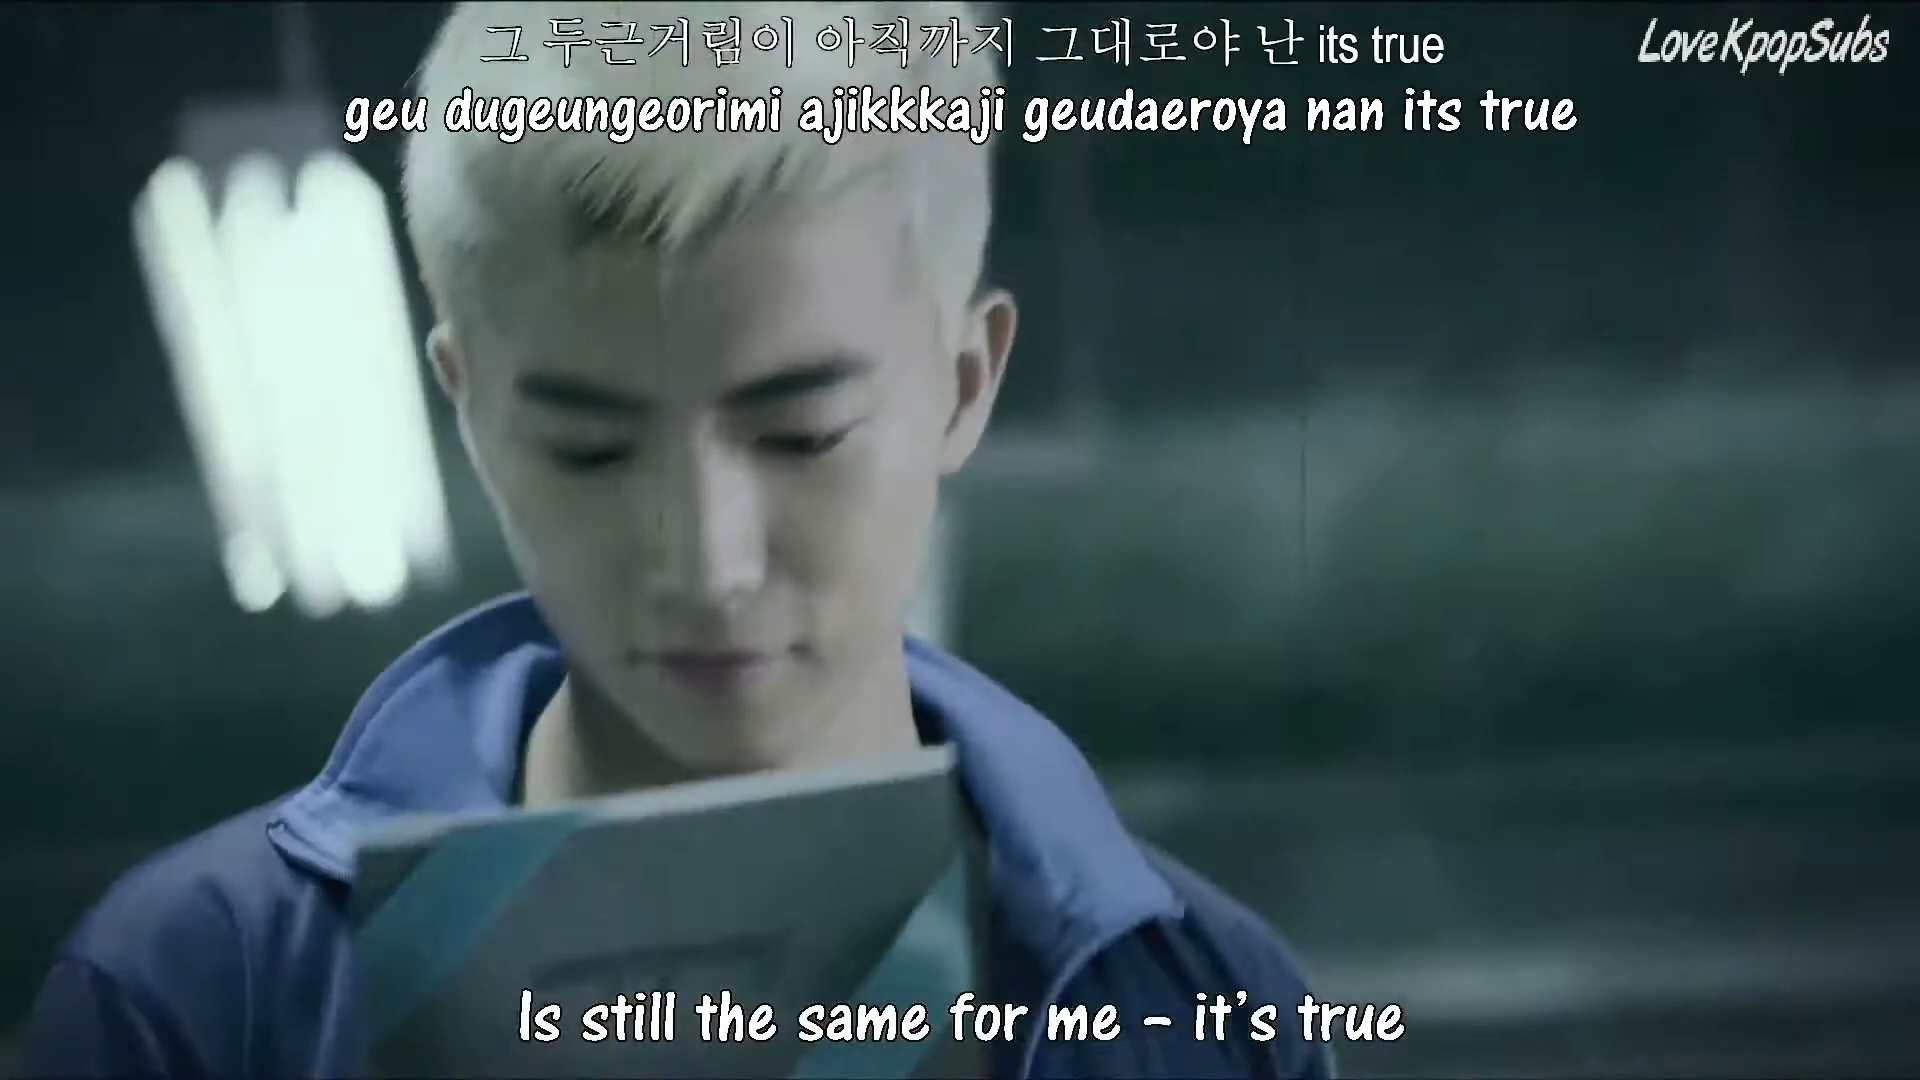 그 두근거림이 아직까지 그대로야 난 its true
LoveKpopSubs
geu dugeungeorimi ajikkkaji geudaeroya nan its true
Is still the same for me – it's true